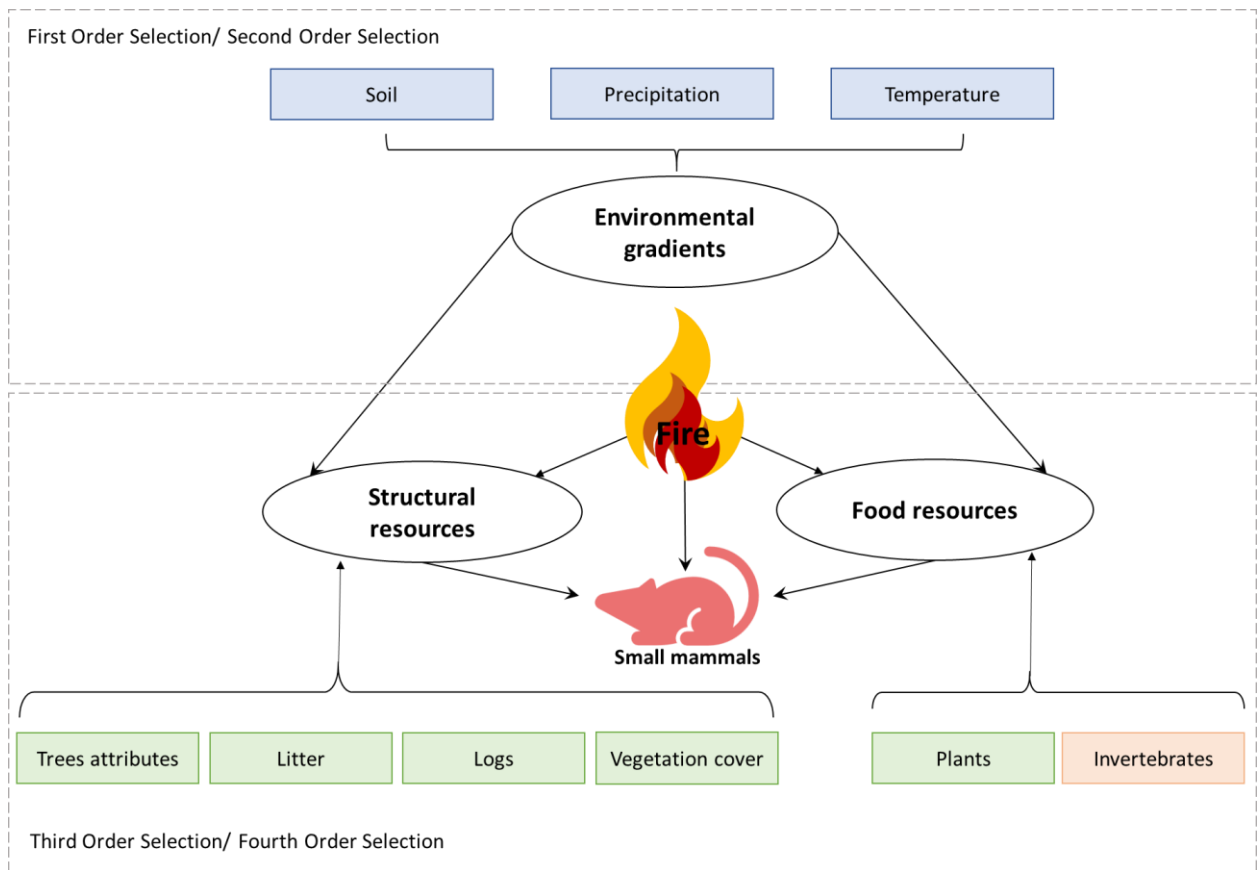 First Order Selection/ Second Order Selection
Soil
Precipitation
Temperature
Environmental
gradients
Fire
Structural
resources
Food resources
Small mammals
Trees attributes
Litter
Logs
Vegetation cover
Plants
Invertebrates
Third Order Selection/ Fourth Order Selection